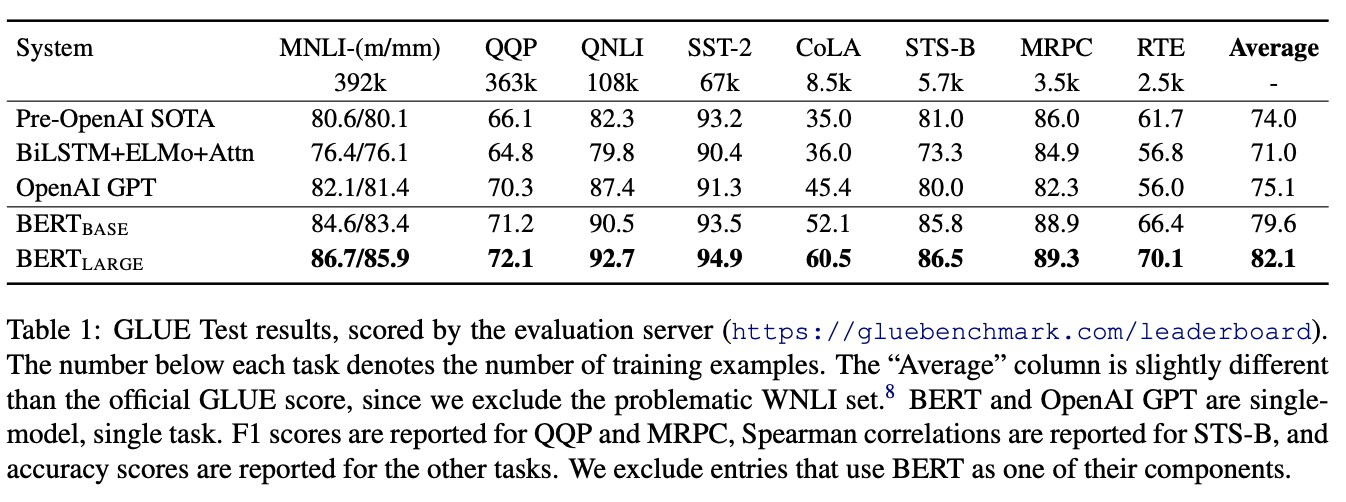 System MNLI-(m/mm) QQP QNLI SST-2 CoLA STS-B MRPC RTE Average
392k 363k 108k 67k 8.5k 5.7k 3.5k 2.5k -
Pre-OpenAI SOTA 80.6/80.1 66.1 82.3 93.2 35.0 81.0 86.0 61.7 74.0
BiLSTM+ELMo+Attn 76.4/76.1 64.8 79.8 90.4 36.0 73.3 84.9 56.8 71.0
OpenAI GPT 82.1/81.4 70.3 87.4 91.3 45.4 80.0 82.3 56.0 75.1
BERTBASE 84.6/83.4 71.2 90.5 93.5 52.1 85.8 88.9 66.4 79.6
BERTLARGE 86.7/85.9 72.1 92.7 94.9 60.5 86.5 89.3 70.1 82.1
Table 1: GLUE Test results, scored by the evaluation server (https://gluebenchmark.com/leaderboard).
The number below each task denotes the number of training examples. The “Average” column is slightly different
than the official GLUE score, since we exclude the problematic WNLI set.8 BERT and OpenAI GPT are single-
model, single task. F1 scores are reported for QQP and MRPC, Spearman correlations are reported for STS-B, and
accuracy scores are reported for the other tasks. We exclude entries that use BERT as one of their components.